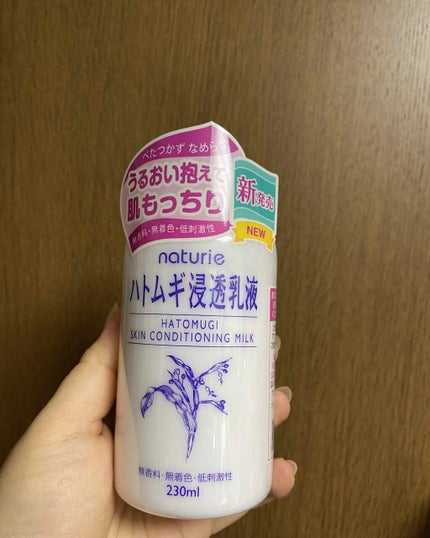 べたつかず なめらか
うるおい抱えて
肌もっちり
無香料・無着色・低刺激性
新発売
NEW
naturie
ハトムギ浸透乳液
HATOMUGI
SKIN CONDITIONING MILK
無香料・無着色・低刺激性
230ml